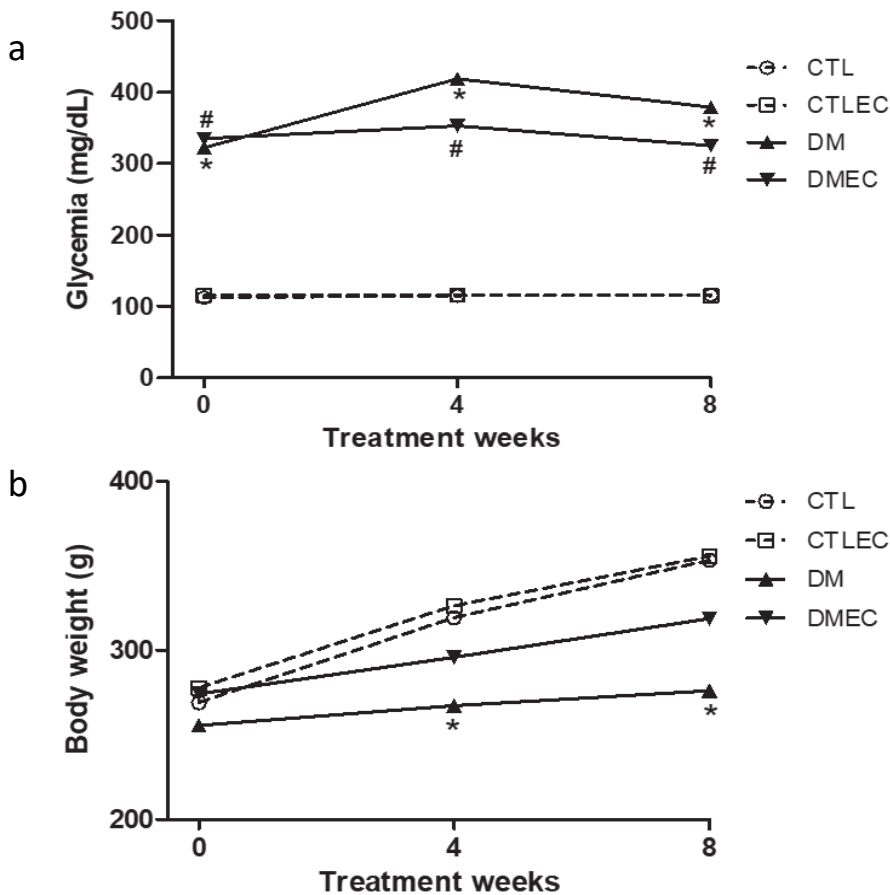 a
Glycemia (mg/dL)
500
400
300
200
100
0
#
*
*
#
*
#
0 4 8
Treatment weeks
CTL
CTLEC
DM
DMEC
b
Body weight (g)
400
300
200
*
*
0 4 8
Treatment weeks
CTL
CTLEC
DM
DMEC